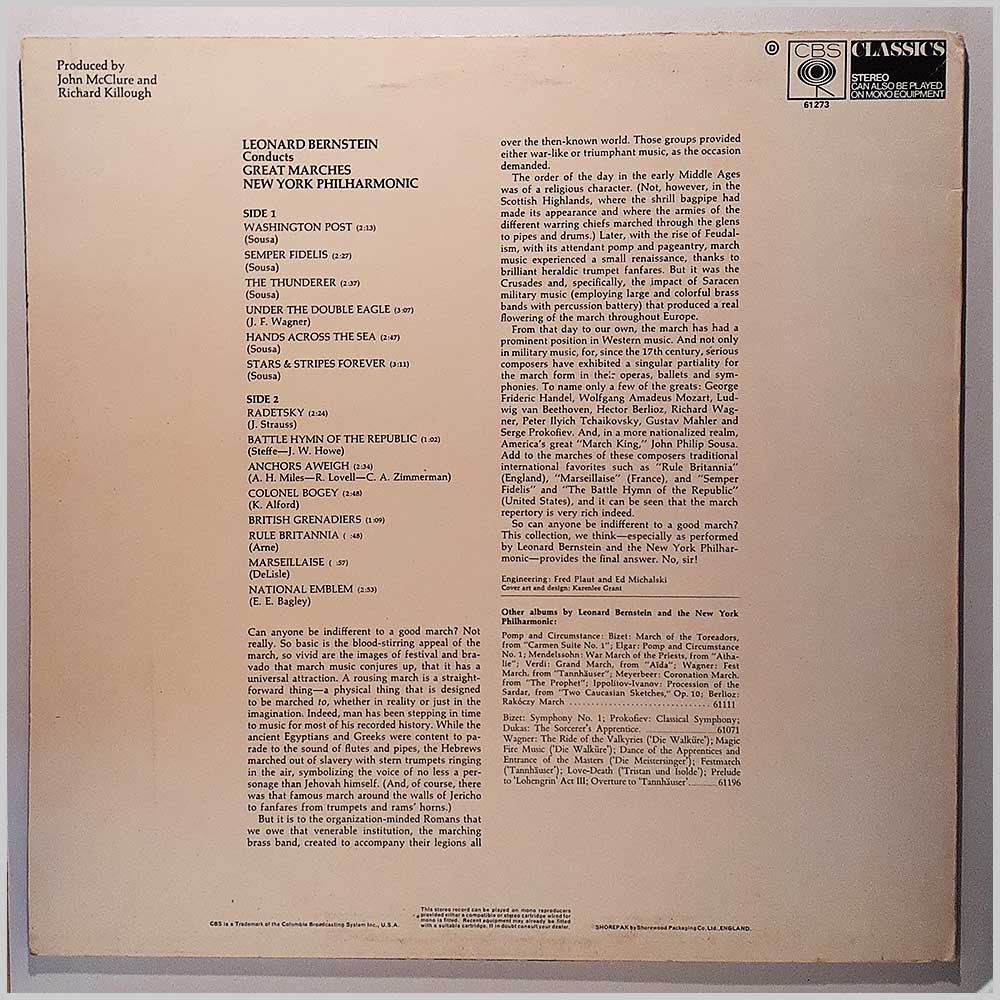 Produced by
John McClure and
Richard Killough
Ⓓ
CBS
CLASSICS
STEREO
CAN ALSO BE PLAYED
ON MONO EQUIPMENT
61273
LEONARD BERNSTEIN
Conducts
GREAT MARCHES
NEW YORK PHILHARMONIC
SIDE 1
WASHINGTON POST (2:13)
(Sousa)
SEMPER FIDELIS (2:27)
(Sousa)
THE THUNDERER (2:37)
(Sousa)
UNDER THE DOUBLE EAGLE (3:07)
(J. F. Wagner)
HANDS ACROSS THE SEA (2:47)
(Sousa)
STARS & STRIPES FOREVER (3:11)
(Sousa)
SIDE 2
RADETSKY (2:24)
(J. Strauss)
BATTLE HYMN OF THE REPUBLIC (1:02)
(Steffe—J. W. Howe)
ANCHORS AWEIGH (2:34)
(A. H. Miles—R. Lovell—C. A. Zimmerman)
COLONEL BOGEY (2:48)
(K. Alford)
BRITISH GRENADIERS (1:09)
RULE BRITANNIA ( :48)
(Arne)
MARSEILLAISE ( :57)
(DeLisle)
NATIONAL EMBLEM (2:53)
(E. E. Bagley)
Can anyone be indifferent to a good march? Not
really. So basic is the blood-stirring appeal of the
march, so vivid are the images of festival and bra-
vado that march music conjures up, that it has a
universal attraction. A rousing march is a straight-
forward thing—a physical thing that is designed
to be marched to, whether in reality or just in the
imagination. Indeed, man has been stepping in time
to music for most of his recorded history. While the
ancient Egyptians and Greeks were content to pa-
rade to the sound of flutes and pipes, the Hebrews
marched out of slavery with stern trumpets ringing
in the air, symbolizing the voice of no less a per-
sonage than Jehovah himself. (And, of course, there
was that famous march around the walls of Jericho
to fanfares from trumpets and rams' horns.)
But it is to the organization-minded Romans that
we owe that venerable institution, the marching
brass band, created to accompany their legions all
over the then-known world. Those groups provided
either war-like or triumphant music, as the occasion
demanded.
The order of the day in the early Middle Ages
was of a religious character. (Not, however, in the
Scottish Highlands, where the shrill bagpipe had
made its appearance and where the armies of the
different warring chiefs marched through the glens
to pipes and drums.) Later, with the rise of Feudal-
ism, with its attendant pomp and pageantry, march
music experienced a small renaissance, thanks to
brilliant heraldic trumpet fanfares. But it was the
Crusades and, specifically, the impact of Saracen
military music (employing large and colorful brass
bands with percussion battery) that produced a real
flowering of the march throughout Europe.
From that day to our own, the march has had a
prominent position in Western music. And not only
in military music, for, since the 17th century, serious
composers have exhibited a singular partiality for
the march form in their operas, ballets and sym-
phonies. To name only a few of the greats: George
Frideric Handel, Wolfgang Amadeus Mozart, Lud-
wig van Beethoven, Hector Berlioz, Richard Wag-
ner, Peter Ilyich Tchaikovsky, Gustav Mahler and
Serge Prokofiev. And, in a more nationalized realm,
America's great "March King," John Philip Sousa.
Add to the marches of these composers traditional
international favorites such as "Rule Britannia"
(England), "Marseillaise" (France), and "Semper
Fidelis" and "The Battle Hymn of the Republic"
(United States), and it can be seen that the march
repertory is very rich indeed.
So can anyone be indifferent to a good march?
This collection, we think—especially as performed
by Leonard Bernstein and the New York Philhar-
monic—provides the final answer. No, sir!
Engineering: Fred Plaut and Ed Michalski
Cover art and design: Karenlee Grant
Other albums by Leonard Bernstein and the New York
Philharmonic:
Pomp and Circumstance: Bizet: March of the Toreadors,
from "Carmen Suite No. 1"; Elgar: Pomp and Circumstance
No. 1; Mendelssohn: War March of the Priests, from "Atha-
lie"; Verdi: Grand March, from "Aïda"; Wagner: Fest
March, from "Tannhäuser"; Meyerbeer: Coronation March,
from "The Prophet"; Ippolitov-Ivanov: Procession of the
Sardar, from "Two Caucasian Sketches," Op. 10; Berlioz:
Rakóczy March ................................ 61111
Bizet: Symphony No. 1; Prokofiev: Classical Symphony;
Dukas: The Sorcerer's Apprentice. ................ 61071
Wagner: The Ride of the Valkyries ('Die Walküre'); Magic
Fire Music ('Die Walküre'); Dance of the Apprentices and
Entrance of the Masters ('Die Meistersinger'); Festmarch
('Tannhäuser'); Love-Death ('Tristan und Isolde'); Prelude
to 'Lohengrin' Act III; Overture to 'Tannhäuser'. ........ 61196
CBS is a Trademark of the Columbia Broadcasting System Inc., U.S.A.
This stereo record can be played on mono reproducers
provided either a compatible or stereo cartridge wired for
mono is fitted. Recent equipment may already be fitted
with a suitable cartridge. If in doubt consult your dealer.
SHOREPAK by Shorewood Packaging Co. Ltd., ENGLAND.